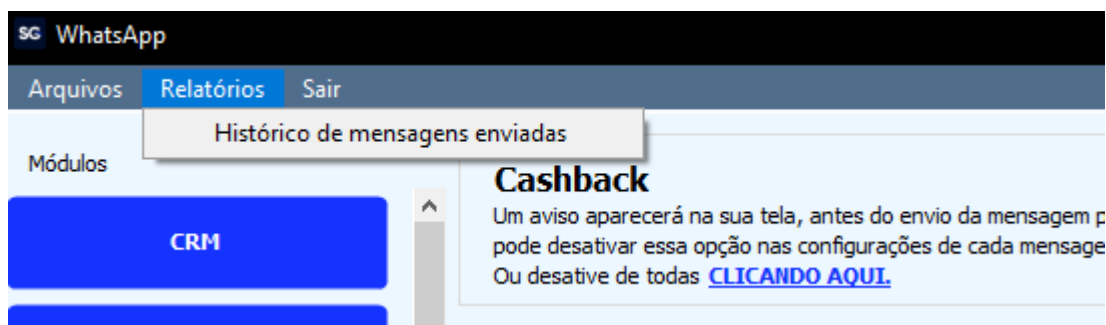 SG WhatsApp
Arquivos Relatórios Sair
Histórico de mensagens enviadas
Módulos
CRM
Cashback
Um aviso aparecerá na sua tela, antes do envio da mensagem
pode desativar essa opção nas configurações de cada
Ou desative de todas CLICANDO AQUI.